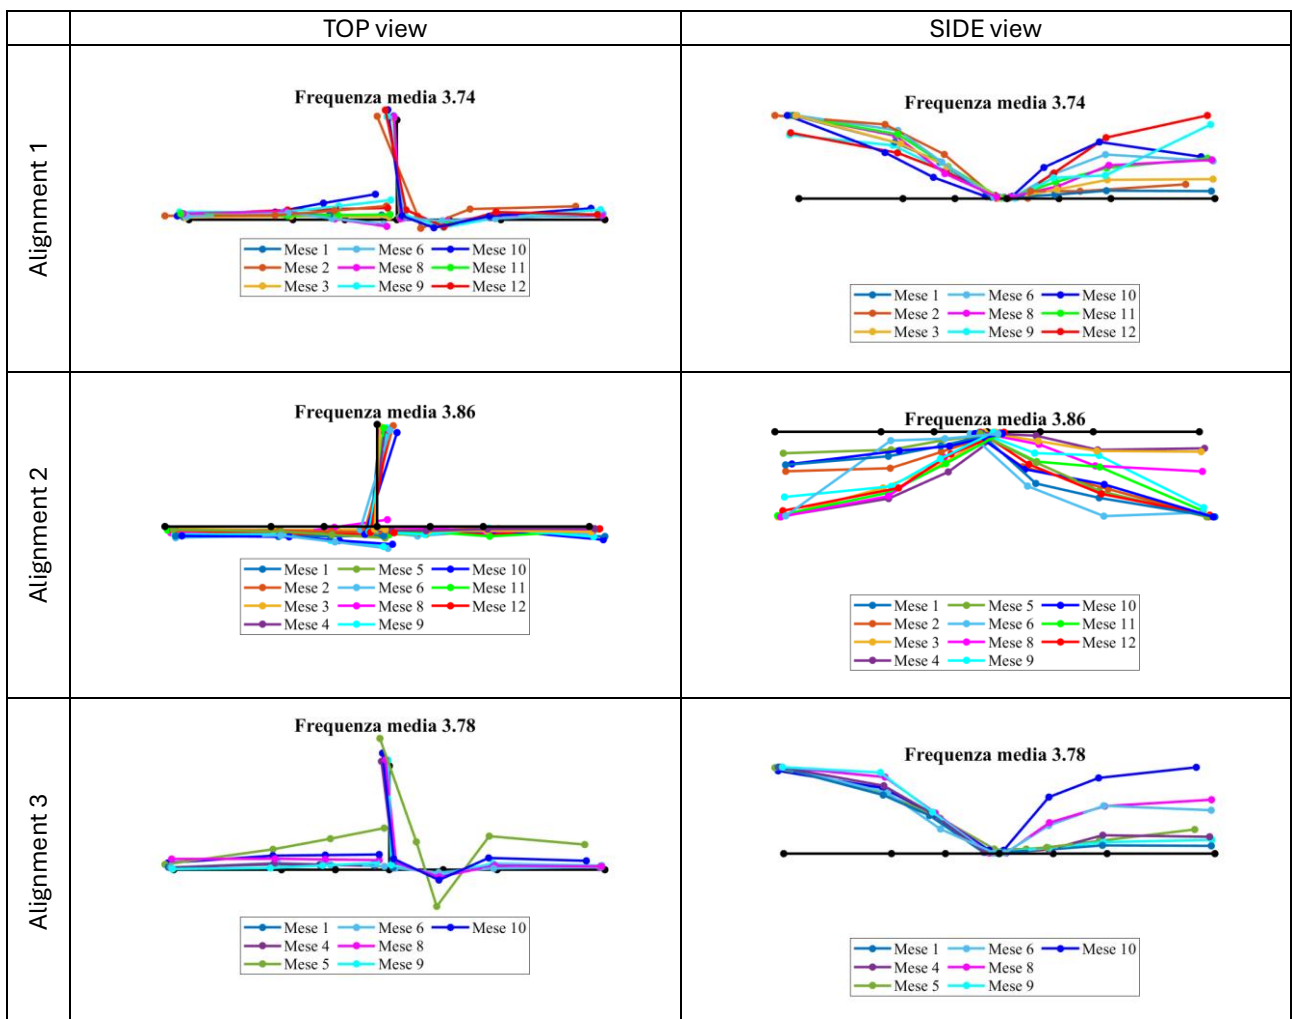 TOP view
SIDE view
Alignment 1
Frequenza media 3.74
Mese 1 Mese 6 Mese 10
Mese 2 Mese 8 Mese 11
Mese 3 Mese 9 Mese 12
Frequenza media 3.74
Mese 1 Mese 6 Mese 10
Mese 2 Mese 8 Mese 11
Mese 3 Mese 9 Mese 12
Alignment 2
Frequenza media 3.86
Mese 1 Mese 5 Mese 10
Mese 2 Mese 6 Mese 11
Mese 3 Mese 8 Mese 12
Mese 4 Mese 9
Frequenza media 3.86
Mese 1 Mese 5 Mese 10
Mese 2 Mese 6 Mese 11
Mese 3 Mese 8 Mese 12
Mese 4 Mese 9
Alignment 3
Frequenza media 3.78
Mese 1 Mese 6 Mese 10
Mese 4 Mese 8
Mese 5 Mese 9
Frequenza media 3.78
Mese 1 Mese 6 Mese 10
Mese 4 Mese 8
Mese 5 Mese 9